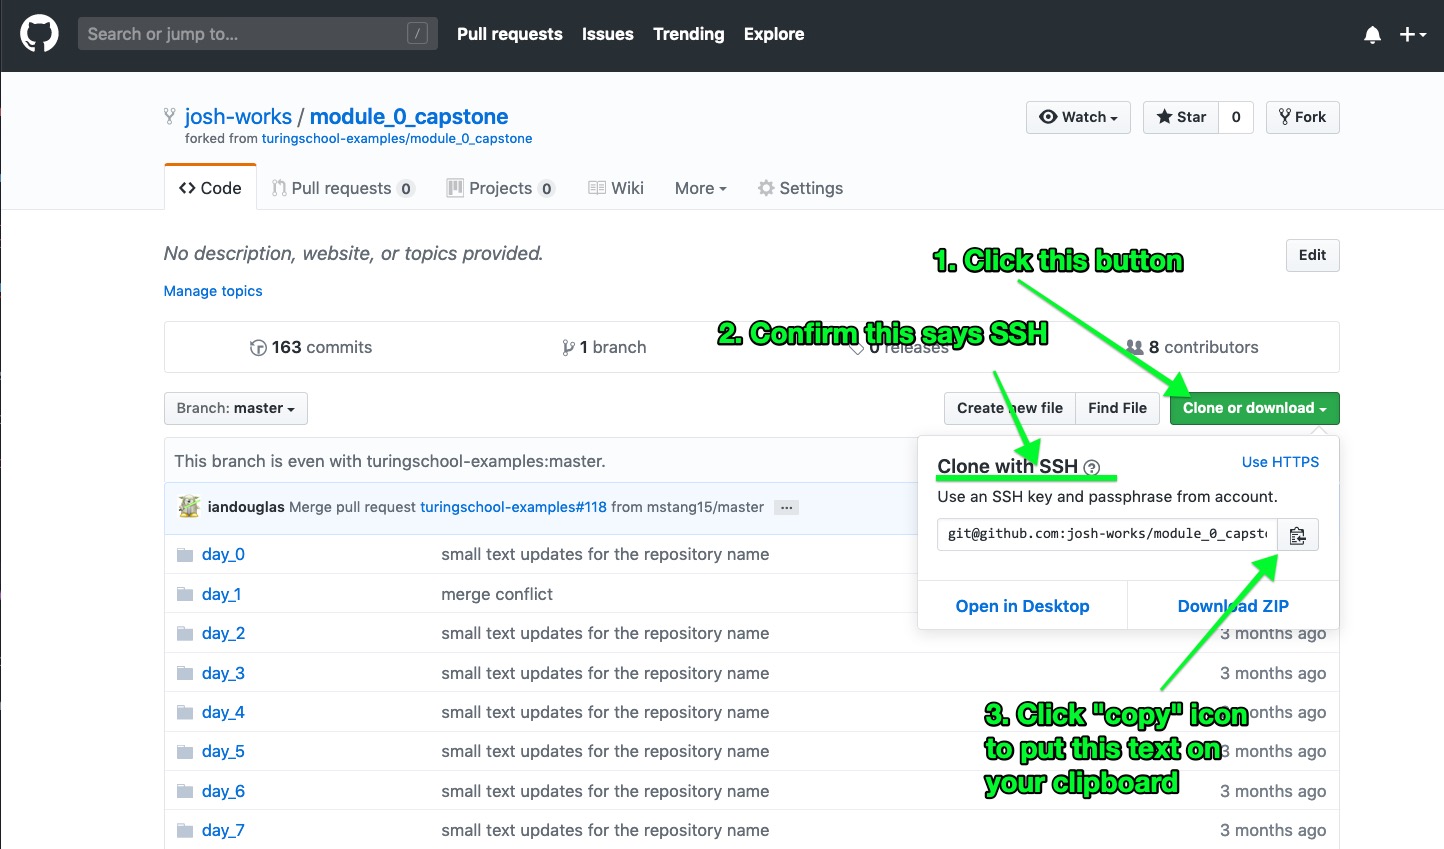 Search or jump to... /
Pull requests Issues Trending Explore
josh-works / module_0_capstone
forked from turingschool-examples/module_0_capstone
Watch
Star 0
Fork
Code
Pull requests 0
Projects 0
Wiki
More
Settings
No description, website, or topics provided.
Manage topics
Edit
1. Click this button
2. Confirm this says SSH
163 commits
1 branch
0 releases
8 contributors
Branch: master
Create new file
Find File
Clone or download
This branch is even with turingschool-examples:master.
Clone with SSH ?
Use HTTPS
Use an SSH key and passphrase from account.
git@github.com:josh-works/module_0_capsto
Open in Desktop
Download ZIP
iandouglas Merge pull request turingschool-examples#118 from mstang15/master ...
day_0 small text updates for the repository name
day_1 merge conflict
day_2 small text updates for the repository name 3 months ago
day_3 small text updates for the repository name 3 months ago
day_4 small text updates for the repository name months ago
day_5 small text updates for the repository name 3 months ago
day_6 small text updates for the repository name 3 months ago
day_7 small text updates for the repository name 3 months ago
3. Click "copy" icon
to put this text on
your clipboard